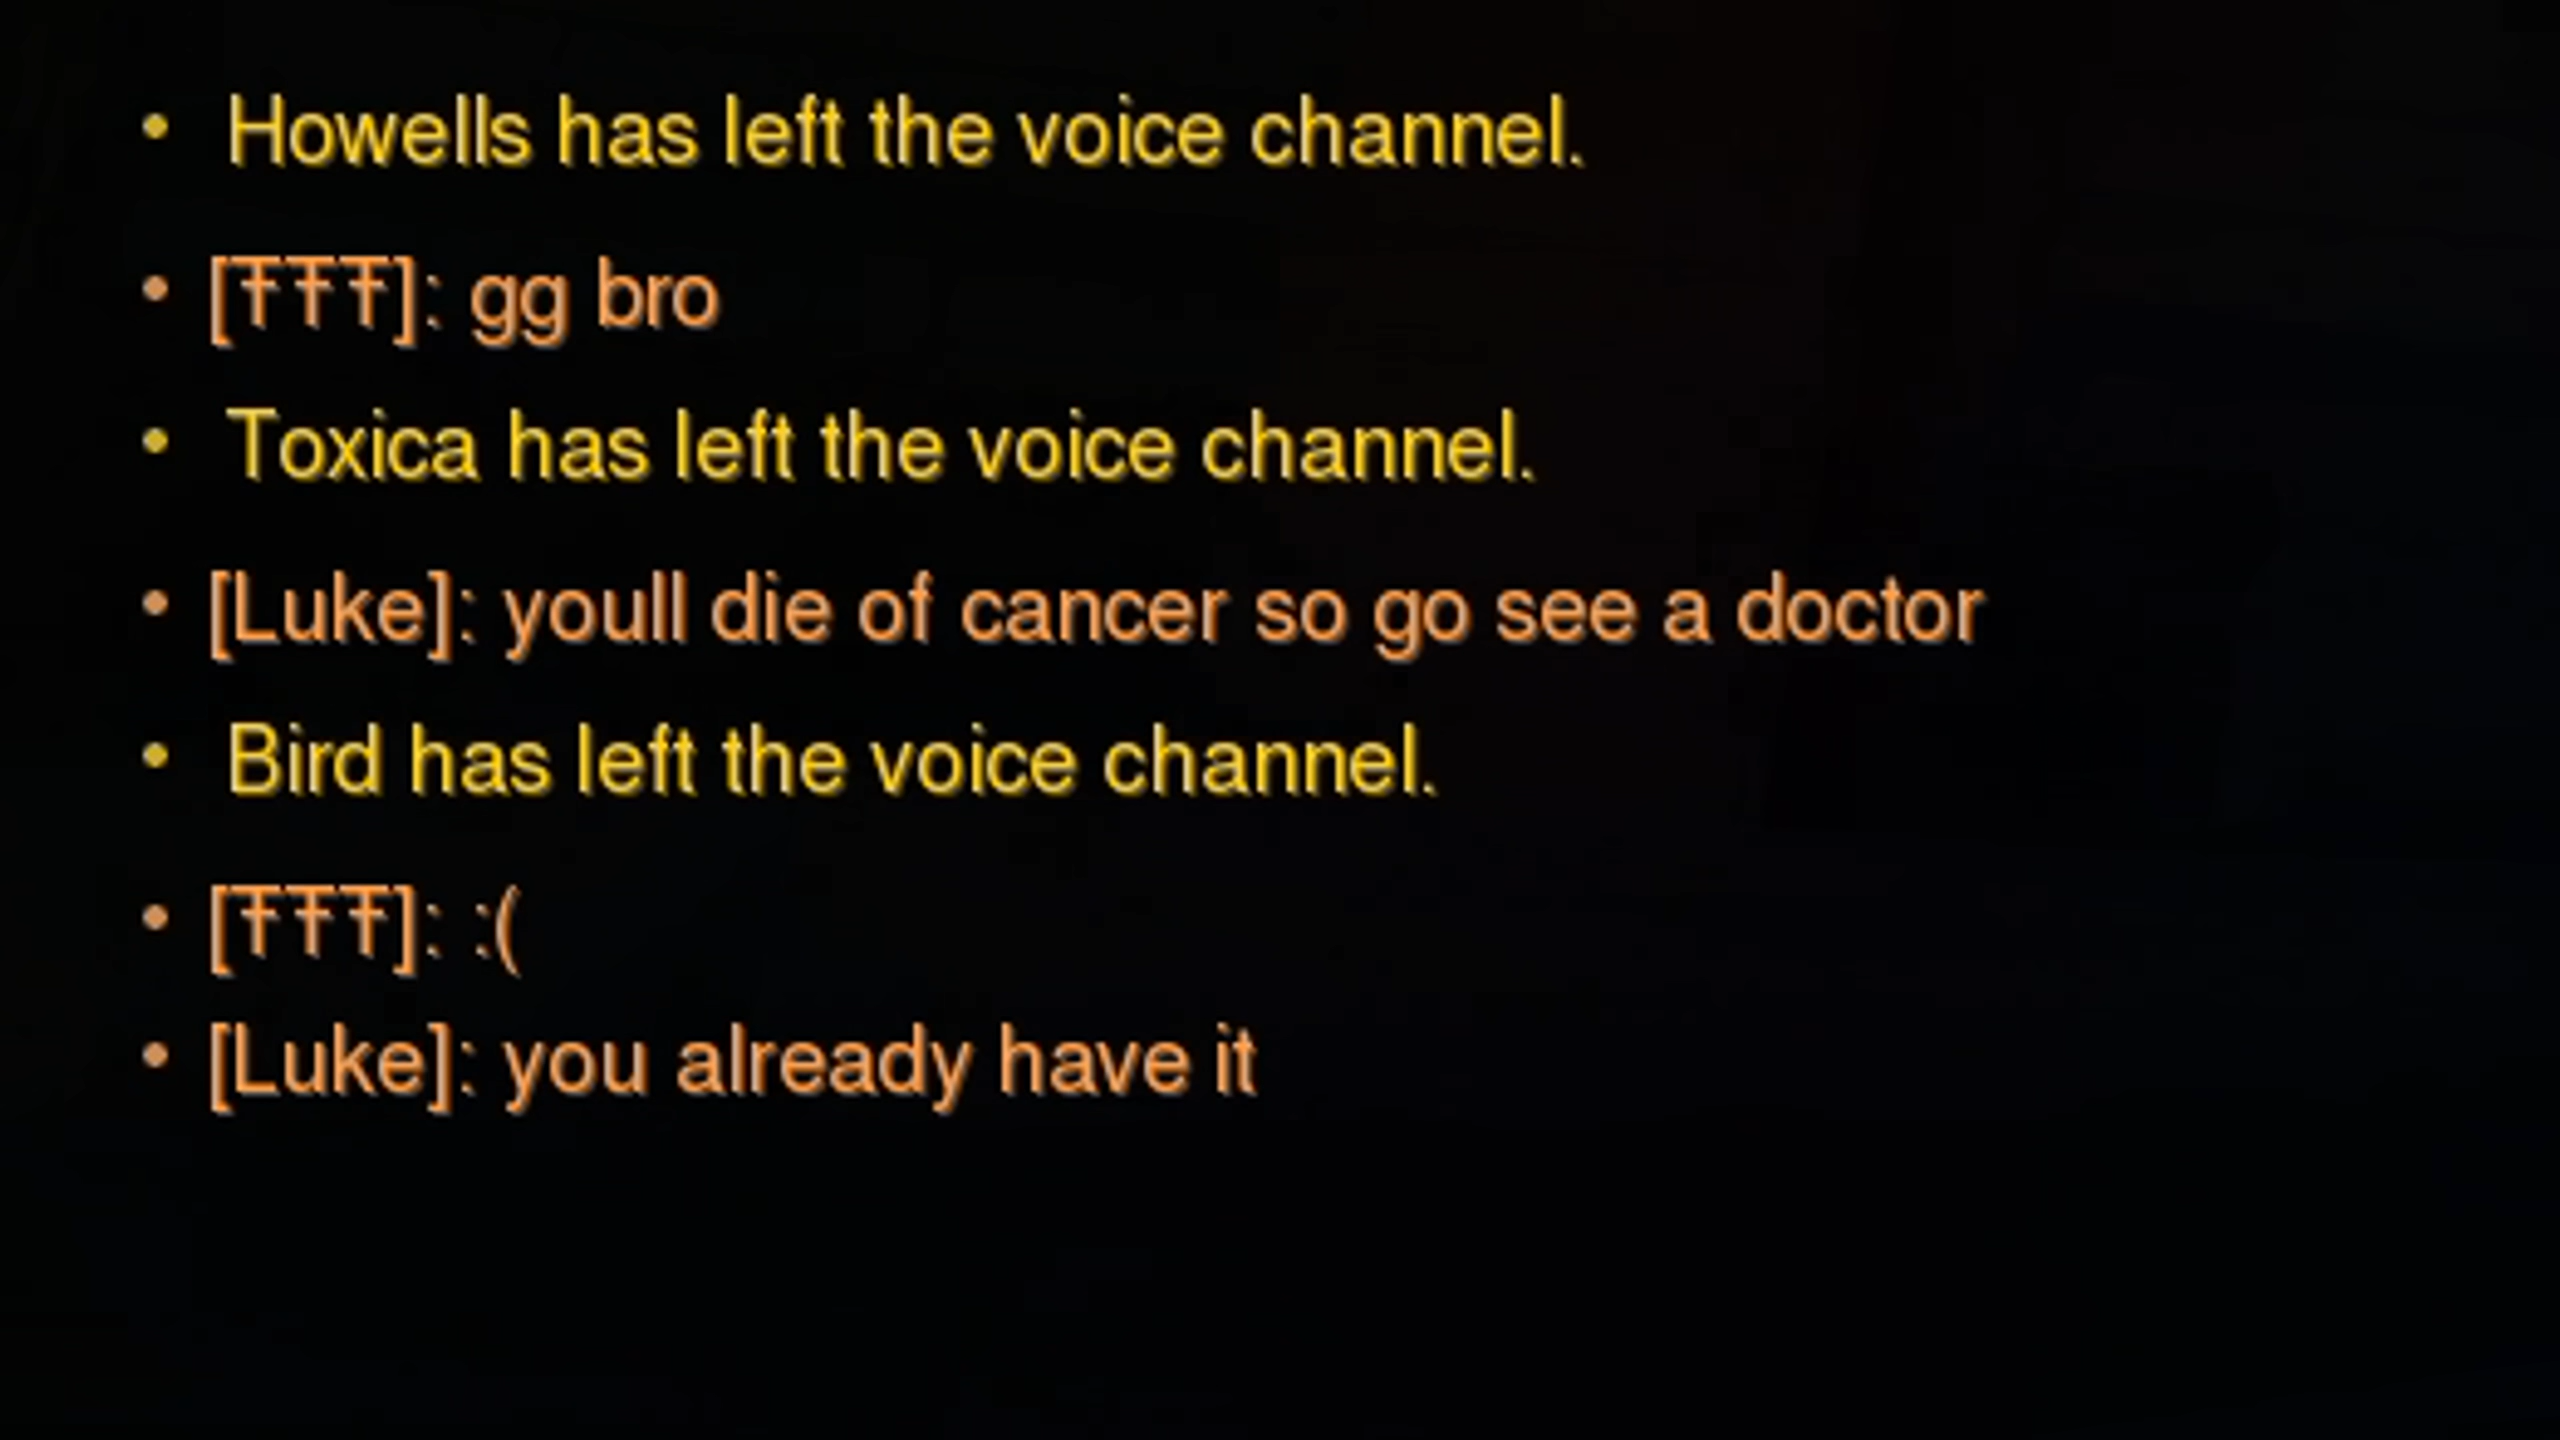 • Howells has left the voice channel.
• [ŦŦŦ]: gg bro
• Toxica has left the voice channel.
• [Luke]: youll die of cancer so go see a doctor
• Bird has left the voice channel.
• [ŦŦŦ]: :(
• [Luke]: you already have it